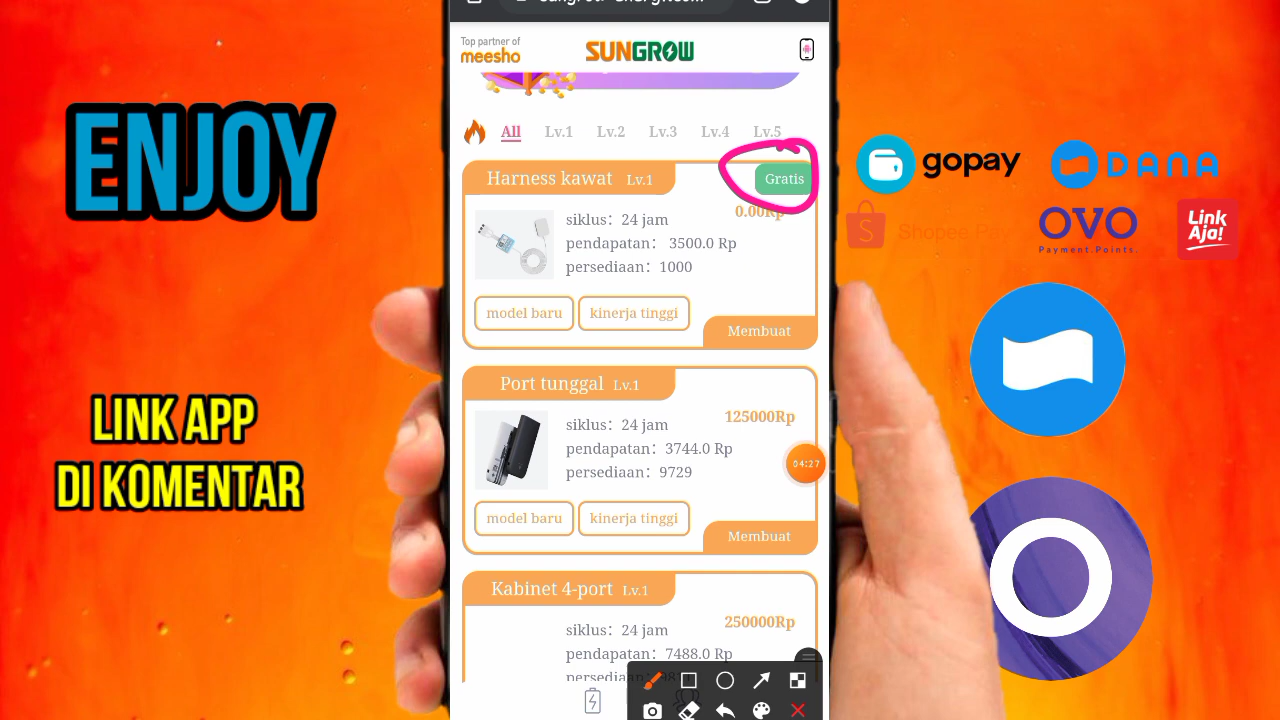 Top partner of
meesho
SUNGROW
All Lv.1 Lv.2 Lv.3 Lv.4 Lv.5
Harness kawat Lv.1
Gratis
0.00Rp
siklus：24 jam
pendapatan： 3500.0 Rp
persediaan：1000
model baru
kinerja tinggi
Membuat
Port tunggal Lv.1
125000Rp
siklus：24 jam
pendapatan：3744.0 Rp
persediaan：9729
model baru
kinerja tinggi
Membuat
04:27
Kabinet 4-port Lv.1
250000Rp
siklus：24 jam
pendapatan：7488.0 Rp
ENJOY
LINK APP
DI KOMENTAR
gopay
DANA
Shopee Pay
OVO
Payment.Points.
Link
Aja!